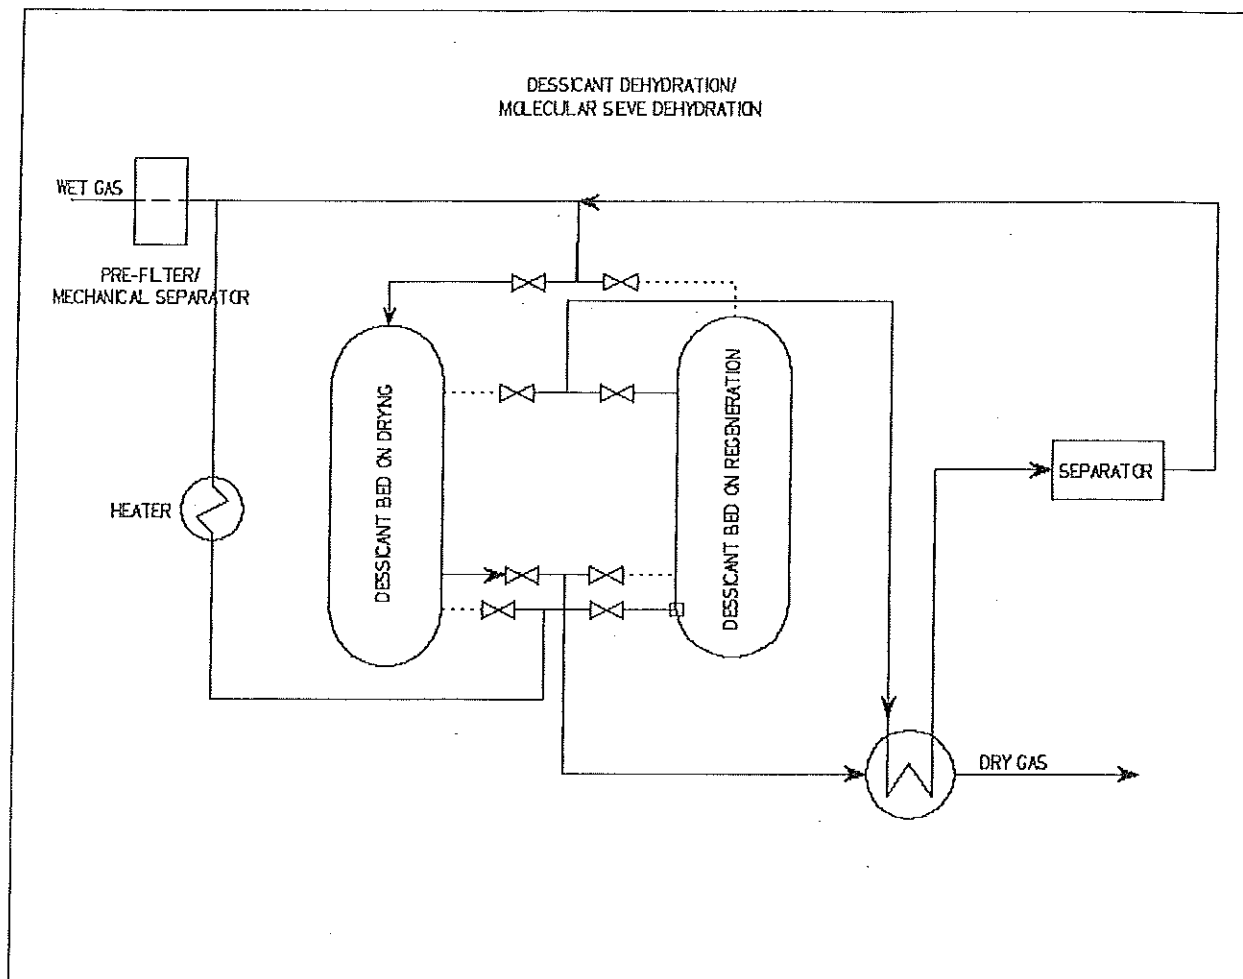 DESSICANT DEHYDRATION/
MOLECULAR SIEVE DEHYDRATION
WET GAS
PRE-FILTER/
MECHANICAL SEPARATOR
HEATER
DESSICANT BED ON DRYING
DESSICANT BED ON REGENERATION
SEPARATOR
DRY GAS